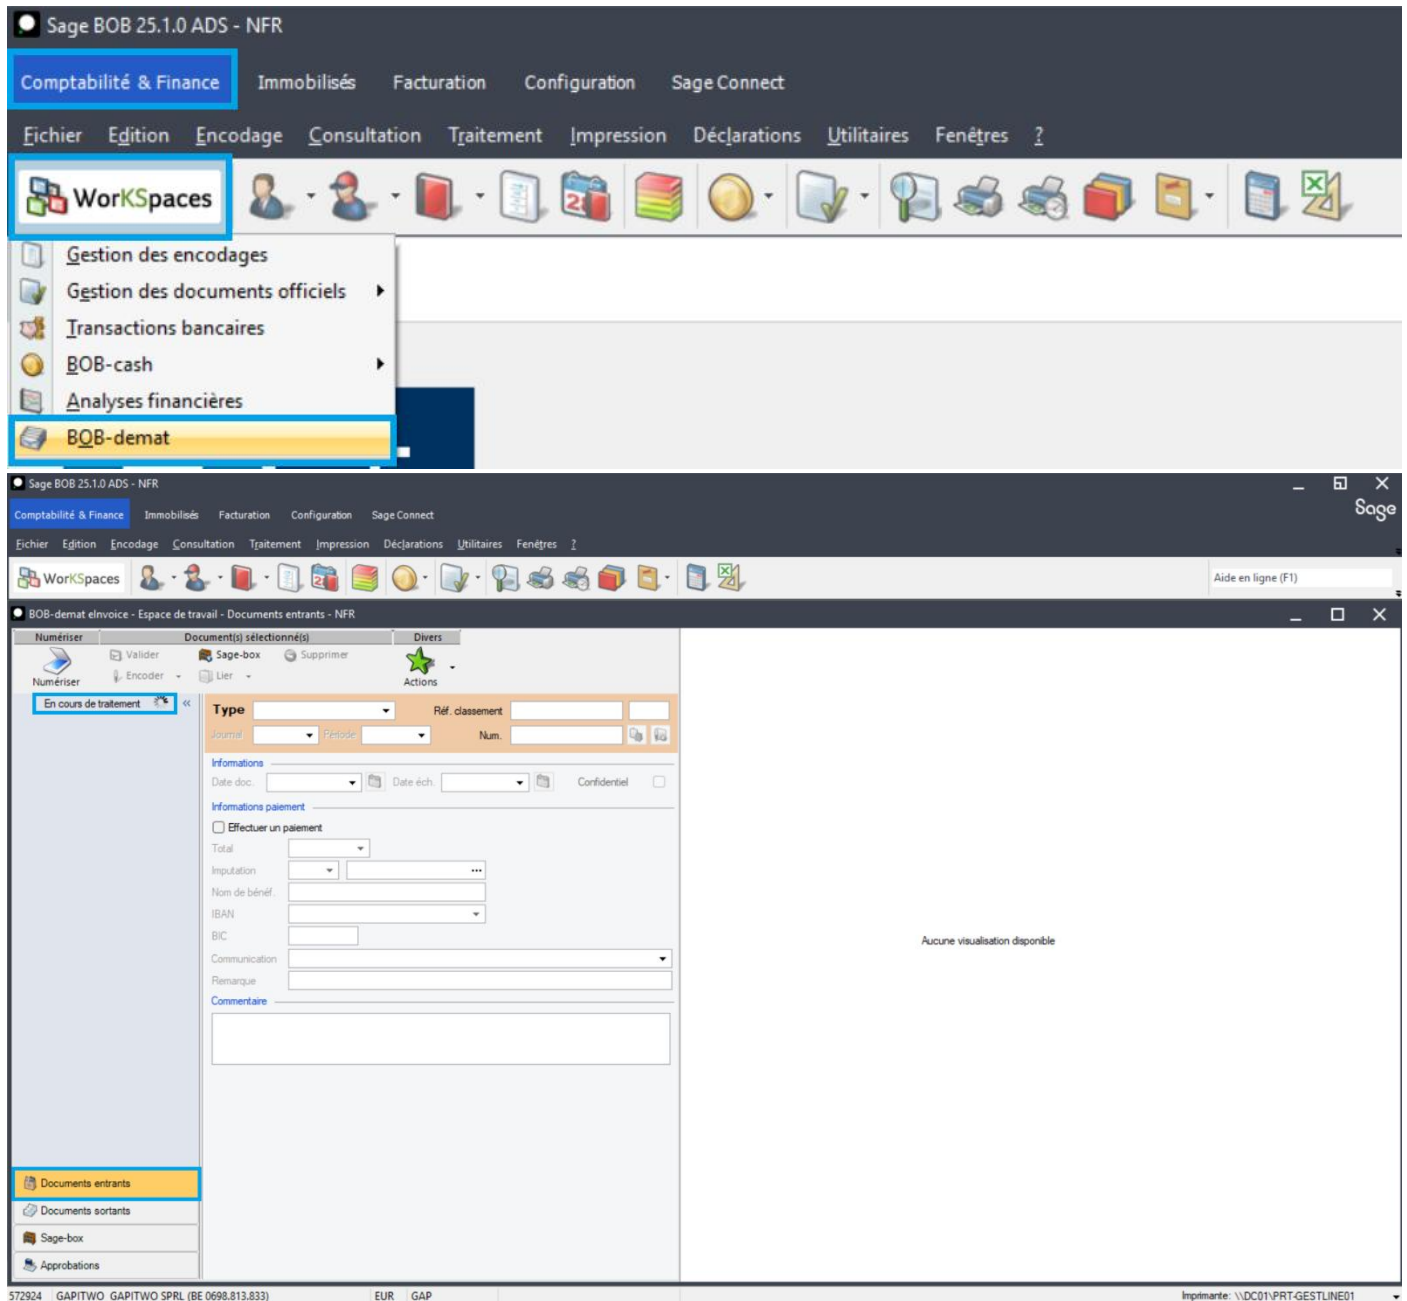 Sage BOB 25.1.0 ADS - NFR
Comptabilité & Finance Immobilisés Facturation Configuration Sage Connect
Fichier Edition Encodage Consultation Traitement Impression Déclarations Utilitaires Fenêtres ?
WorKSpaces
Gestion des encodages
Gestion des documents officiels
Transactions bancaires
BOB-cash
Analyses financières
BOB-demat
Sage BOB 25.1.0 ADS - NFR
Sage
Comptabilité & Finance Immobilisés Facturation Configuration Sage Connect
Fichier Edition Encodage Consultation Traitement Impression Déclarations Utilitaires Fenêtres ?
WorKSpaces
Aide en ligne (F1)
BOB-demat eInvoice - Espace de travail - Documents entrants - NFR
Numériser Document(s) sélectionné(s) Divers
Valider Sage-box Supprimer
Numériser Encoder Lier Actions
En cours de traitement «
Type Réf. classement
Journal Période Num.
Informations
Date doc. Date éch. Confidentiel
Informations paiement
Effectuer un paiement
Total
Imputation ...
Nom de bénéf.
IBAN
BIC
Communication
Remarque
Commentaire
Aucune visualisation disponible
Documents entrants
Documents sortants
Sage-box
Approbations
572924 GAPITWO GAPITWO SPRL (BE 0698.813.833) EUR GAP Imprimante: \\DC01\PRT-GESTLINE01